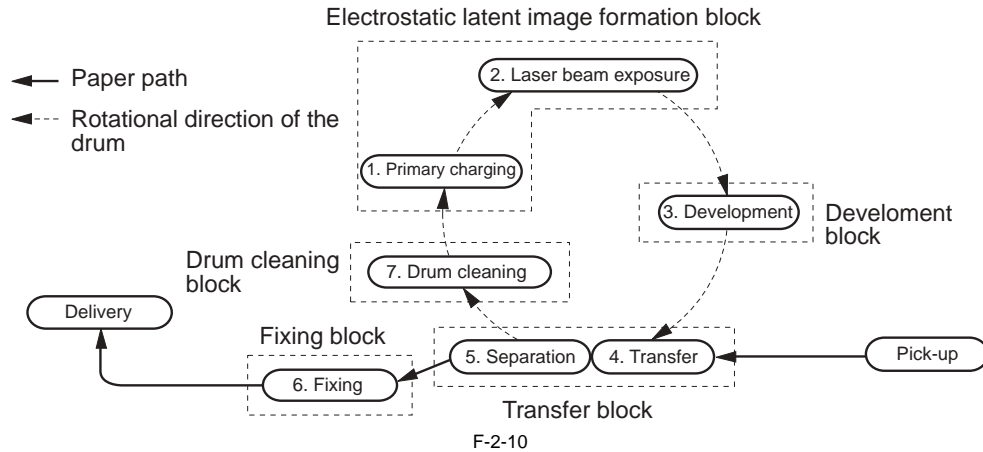 Electrostatic latent image formation block
2. Laser beam exposure
Paper path
Rotational direction of the
drum
1. Primary charging
3. Development
Develoment
block
Drum cleaning
block
7. Drum cleaning
Delivery
Fixing block
5. Separation
4. Transfer
Pick-up
6. Fixing
Transfer block
F-2-10